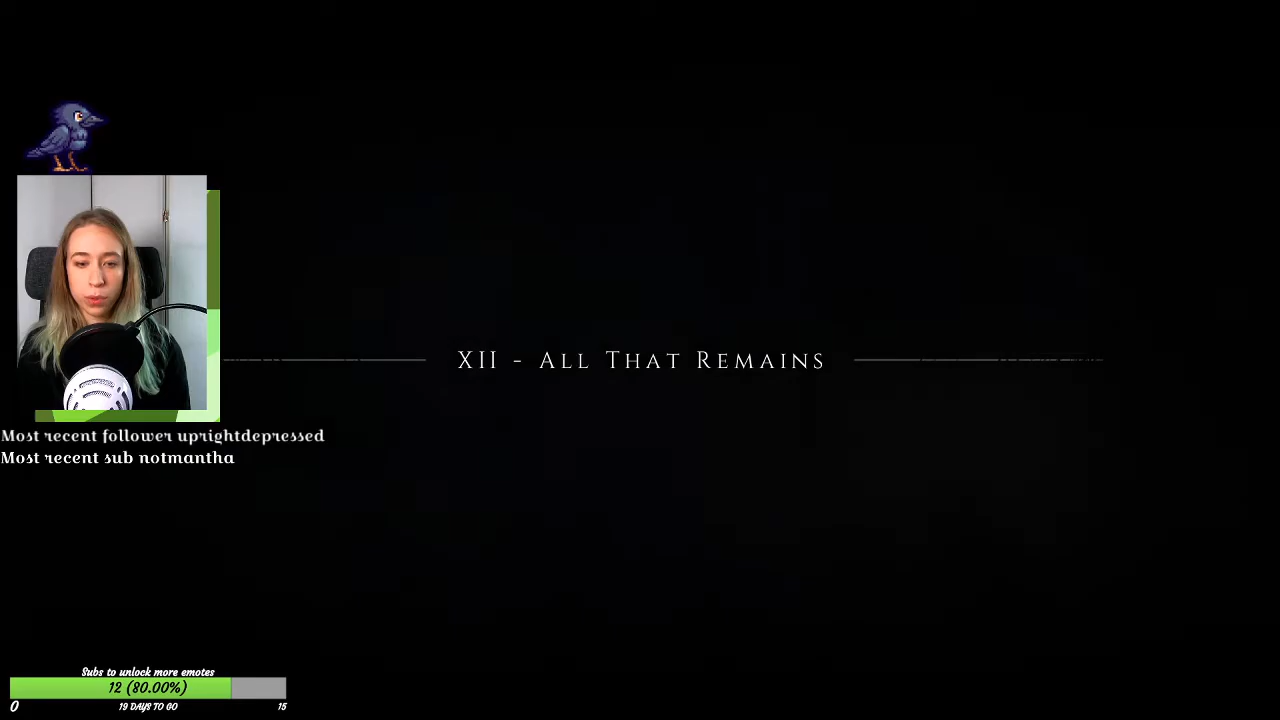 XII - All That Remains
Most recent follower uprightdepressed
Most recent sub notmantha
Subs to unlock more emotes
12 (80.00%)
0 19 DAYS TO GO 15